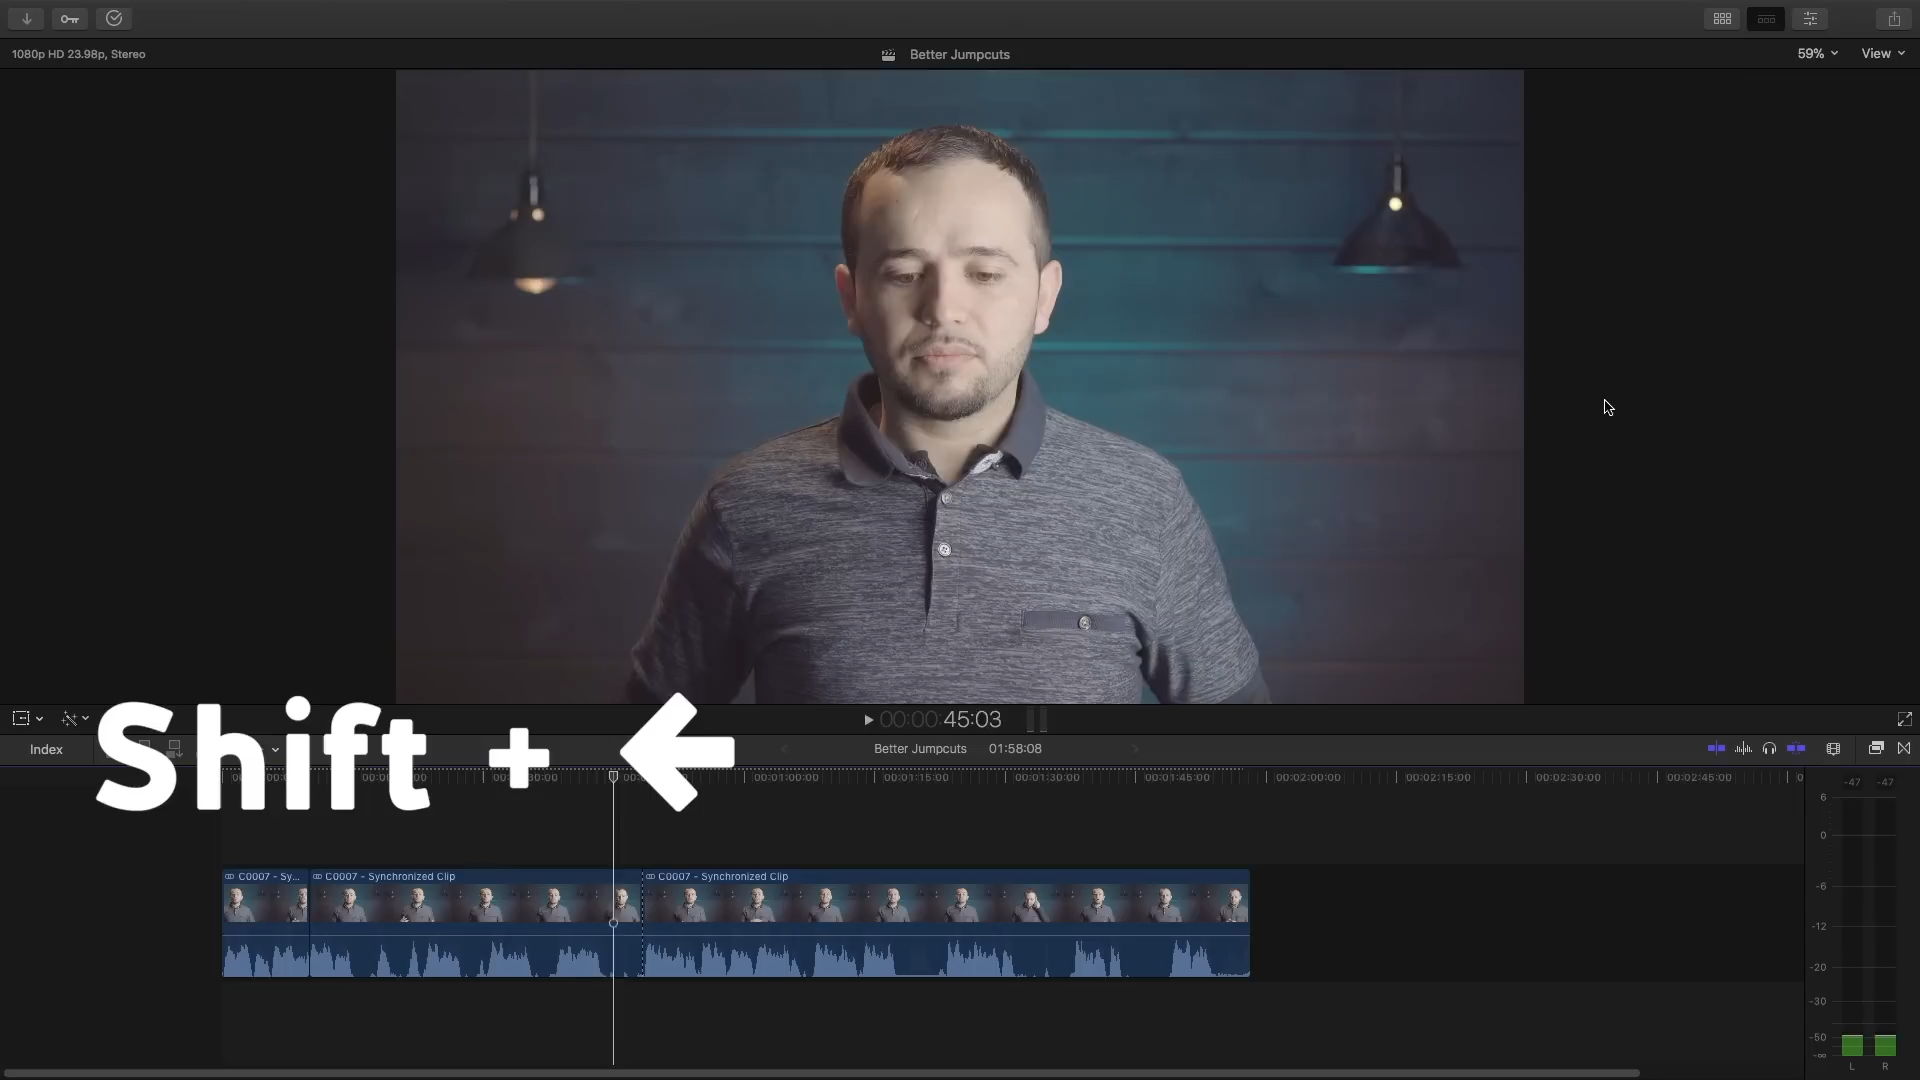 1080p HD 23.98p, Stereo
Better Jumpcuts
59%
View
00:00:45:03
Index
Better Jumpcuts
01:58:08
Shift + ←
00:01:00:00
00:01:15:00
00:01:30:00
00:01:45:00
00:02:00:00
00:02:15:00
00:02:30:00
00:02:45:00
-47 -47
6
0
-6
-12
-20
-30
-50
-∞
L R
C0007 - Sy...
C0007 - Synchronized Clip
C0007 - Synchronized Clip